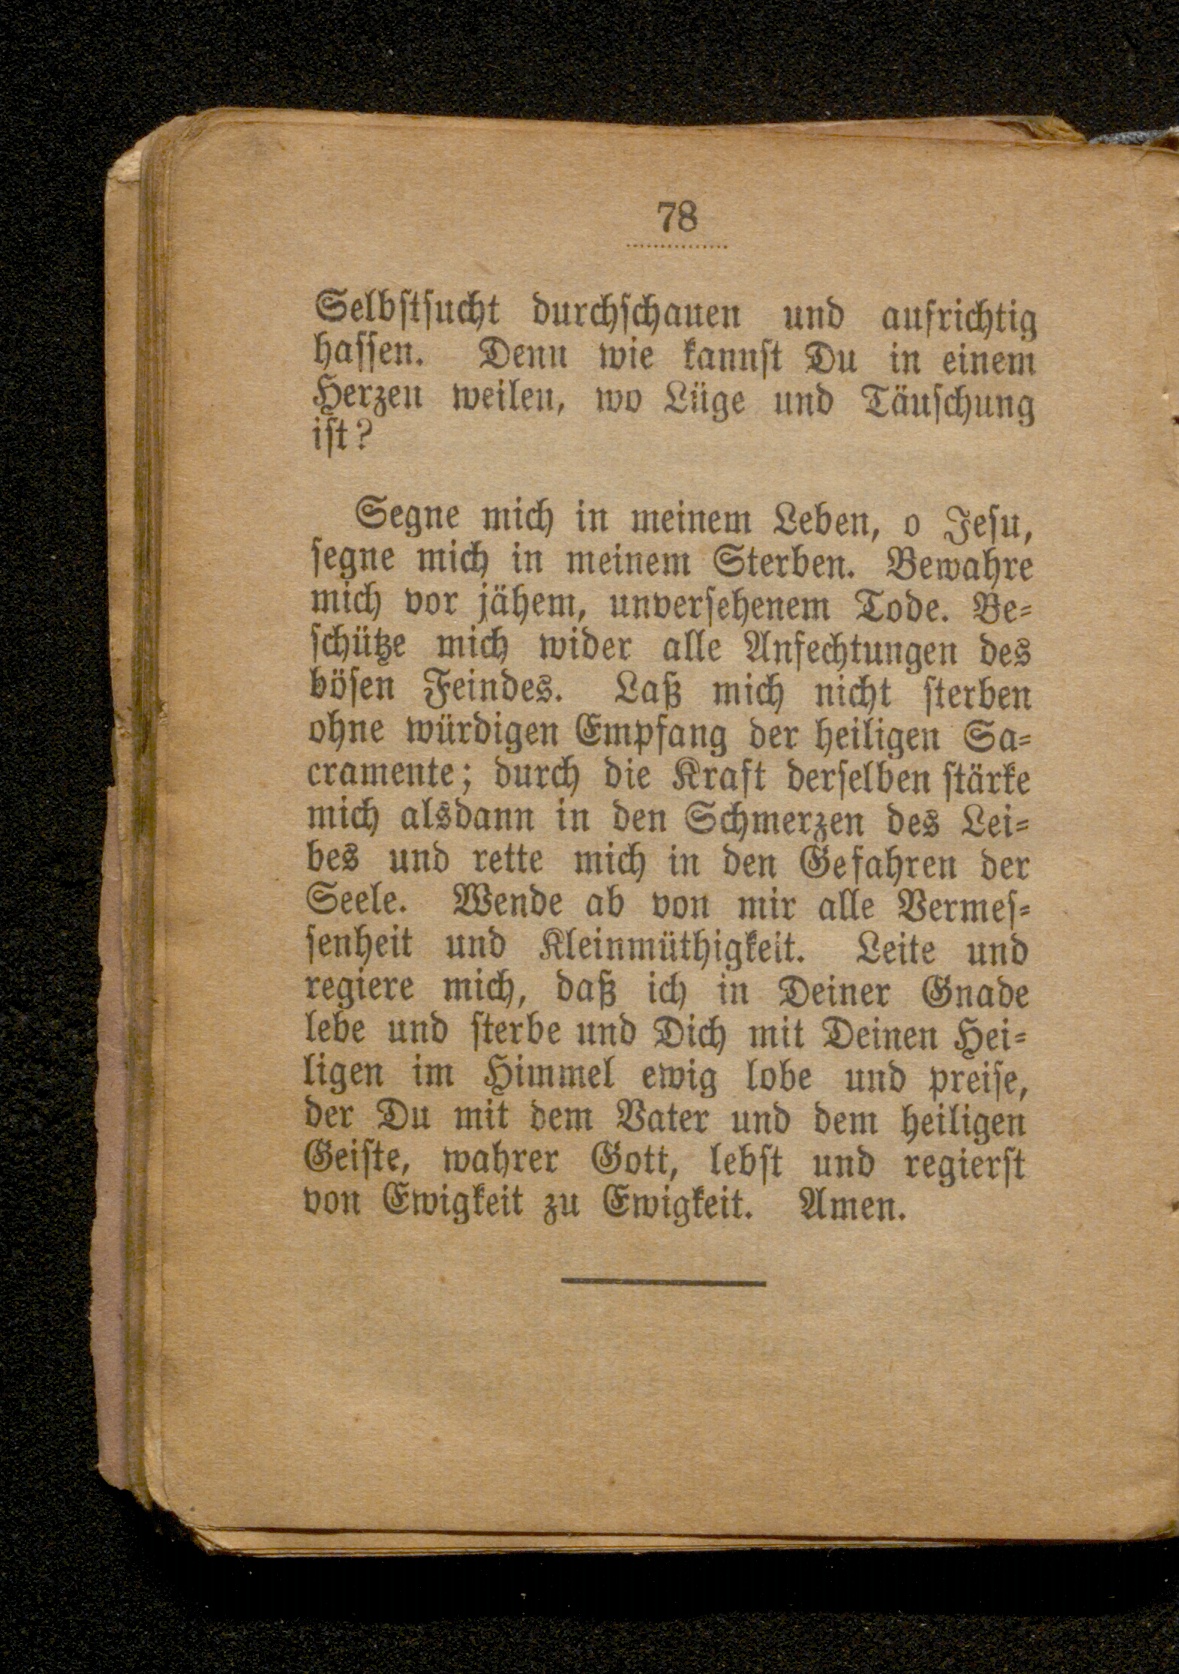 78
Selbstsucht durchschauen und aufrichtig
hassen. Denn wie kannst Du in einem
Herzen weilen, wo Lüge und Täuschung
ist?
Segne mich in meinem Leben, o Jesu,
segne mich in meinem Sterben. Bewahre
mich vor jähem, unversehenem Tode. Be-
schütze mich wider alle Anfechtungen des
bösen Feindes. Laß mich nicht sterben
ohne würdigen Empfang der heiligen Sa-
cramente; durch die Kraft derselben stärke
mich alsdann in den Schmerzen des Lei-
bes und rette mich in den Gefahren der
Seele. Wende ab von mir alle Vermes-
senheit und Kleinmüthigkeit. Leite und
regiere mich, daß ich in Deiner Gnade
lebe und sterbe und Dich mit Deinen Hei-
ligen im Himmel ewig lobe und preise,
der Du mit dem Vater und dem heiligen
Geiste, wahrer Gott, lebst und regierst
von Ewigkeit zu Ewigkeit. Amen.